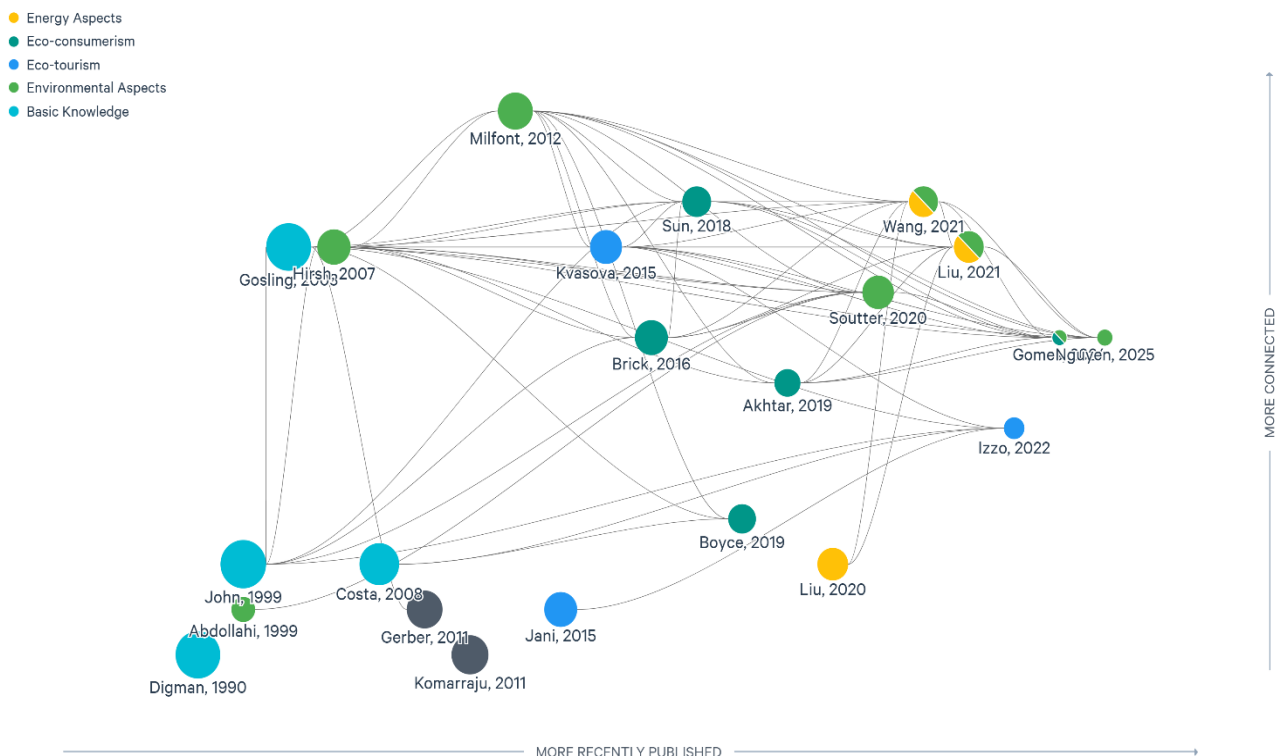 Energy Aspects
Eco-consumerism
Eco-tourism
Environmental Aspects
Basic Knowledge
Milfont, 2012
Sun, 2018
Wang, 2021
Gosling, 2003
Hirsh, 2007
Kvasova, 2015
Liu, 2021
Soutter, 2020
Brick, 2016
Gome
Nguyen, 2025
Akhtar, 2019
Izzo, 2022
Boyce, 2019
John, 1999
Costa, 2008
Liu, 2020
Abdollahi, 1999
Gerber, 2011
Jani, 2015
Digman, 1990
Komarraju, 2011
MORE CONNECTED
MORE RECENTLY PUBLISHED